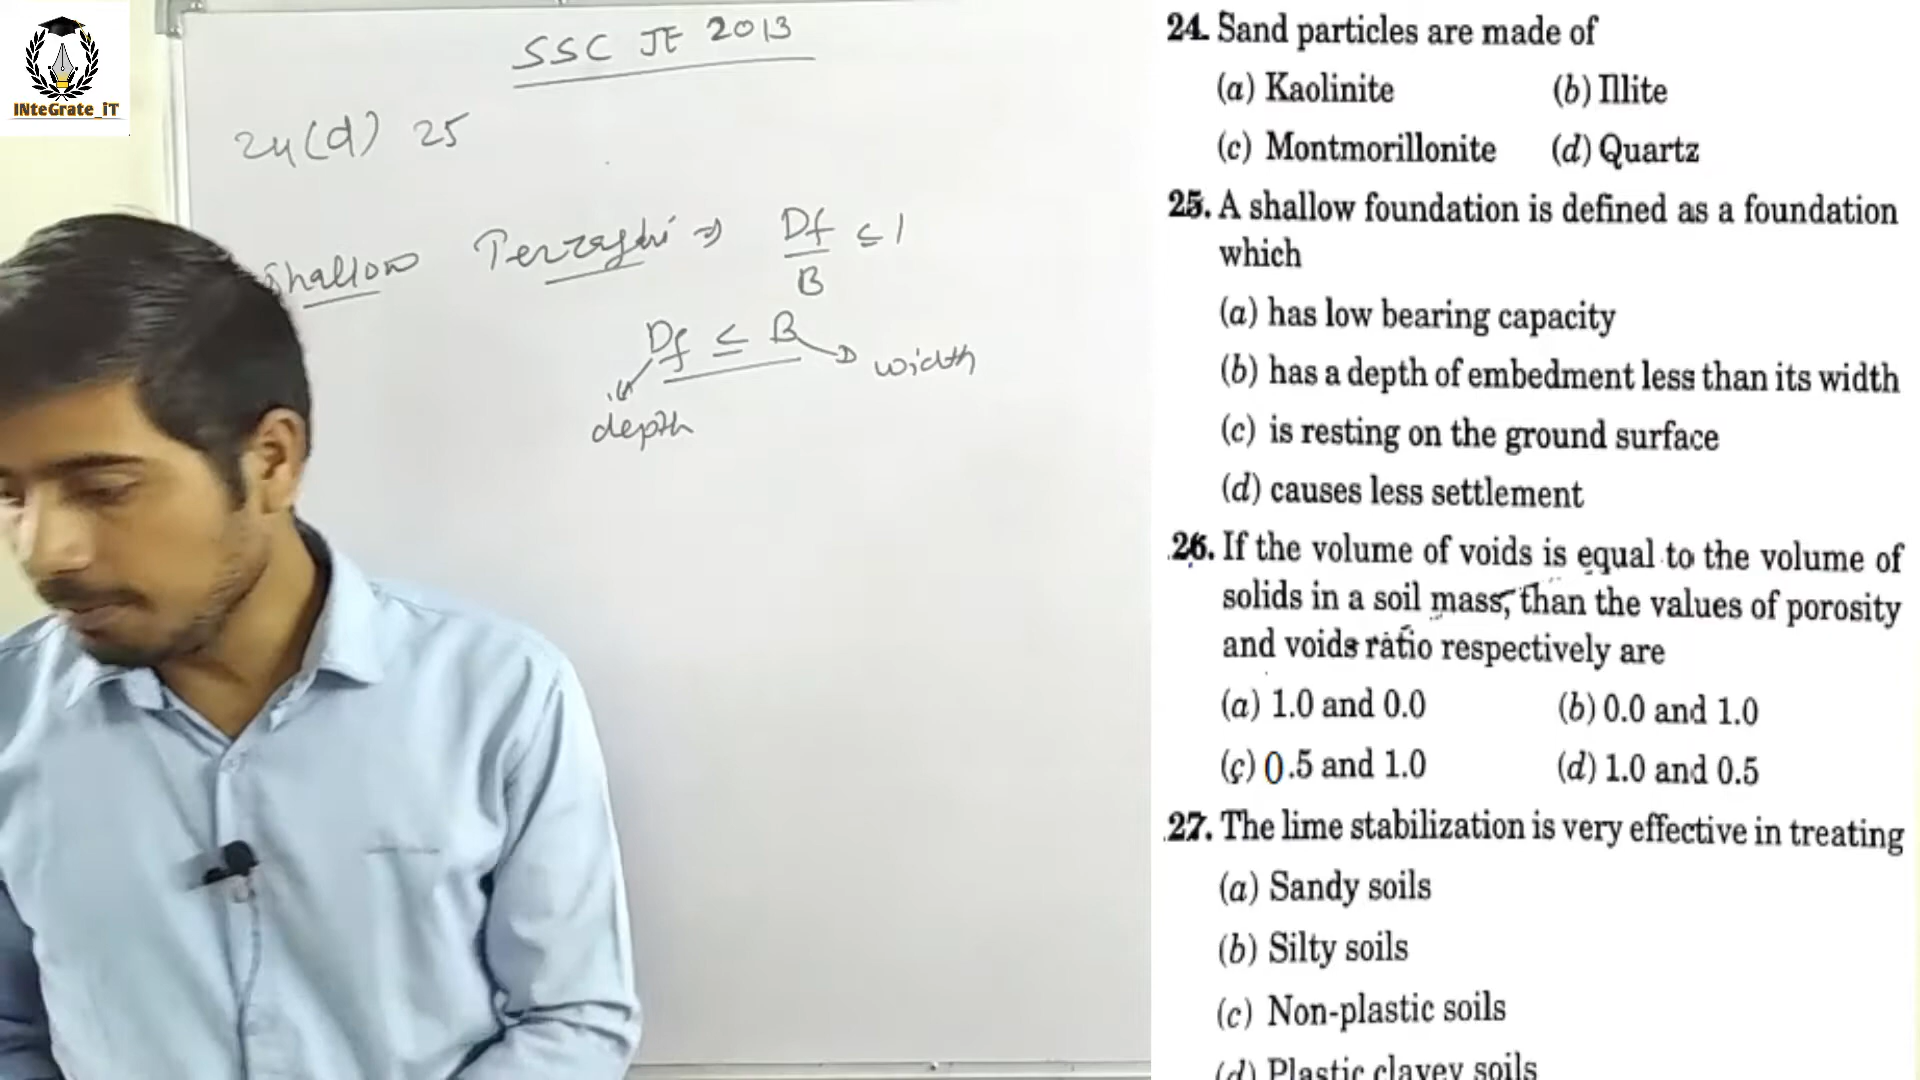 INteGrate_iT
SSC JE 2013
24(d) 25
Shallow Terzaghi ⇒ Df/B ≤ 1
Df ≤ B
width
depth
24. Sand particles are made of
(a) Kaolinite (b) Illite
(c) Montmorillonite (d) Quartz
25. A shallow foundation is defined as a foundation
which
(a) has low bearing capacity
(b) has a depth of embedment less than its width
(c) is resting on the ground surface
(d) causes less settlement
26. If the volume of voids is equal to the volume of
solids in a soil mass, than the values of porosity
and voids ratio respectively are
(a) 1.0 and 0.0 (b) 0.0 and 1.0
(c) 0.5 and 1.0 (d) 1.0 and 0.5
27. The lime stabilization is very effective in treating
(a) Sandy soils
(b) Silty soils
(c) Non-plastic soils
(d) Plastic clayey soils